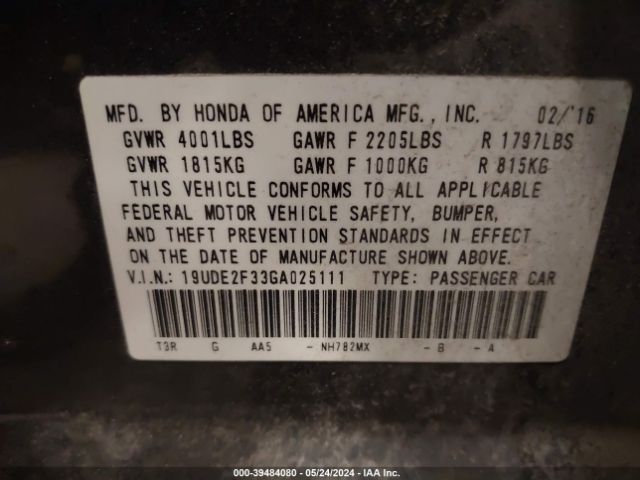 MFD. BY HONDA OF AMERICA MFG., INC. 02/'16
GVWR 4001LBS GAWR F 2205LBS R 1797LBS
GVWR 1815KG GAWR F 1000KG R 815KG
THIS VEHICLE CONFORMS TO ALL APPLICABLE
FEDERAL MOTOR VEHICLE SAFETY, BUMPER,
AND THEFT PREVENTION STANDARDS IN EFFECT
ON THE DATE OF MANUFACTURE SHOWN ABOVE.
V.I.N.: 19UDE2F33GA025111 TYPE: PASSENGER CAR
T3R G AA5 - NH782MX - B - A
000-39484080 - 05/24/2024 - IAA Inc.